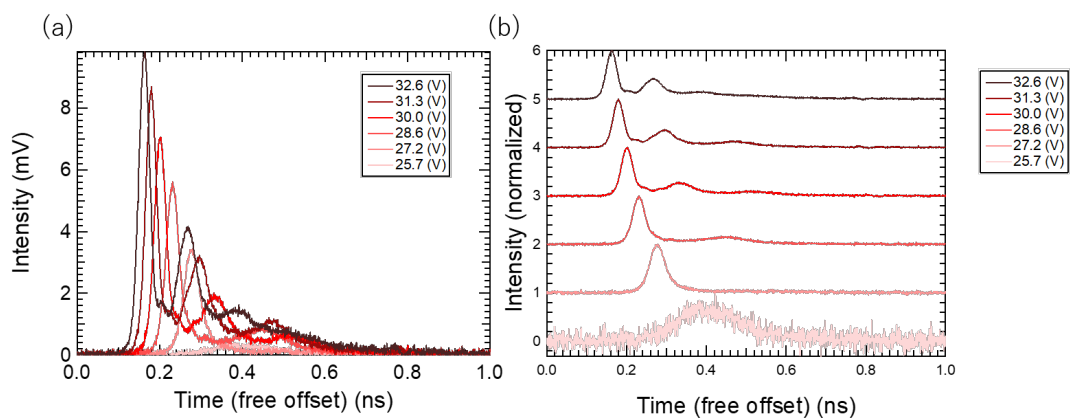 (a)
Intensity (mV)
8
6
4
2
0
32.6 (V)
31.3 (V)
30.0 (V)
28.6 (V)
27.2 (V)
25.7 (V)
0.0 0.2 0.4 0.6 0.8 1.0
Time (free offset) (ns)
(b)
Intensity (normalized)
6
5
4
3
2
1
0
0.0 0.2 0.4 0.6 0.8 1.0
Time (free offset) (ns)
32.6 (V)
31.3 (V)
30.0 (V)
28.6 (V)
27.2 (V)
25.7 (V)